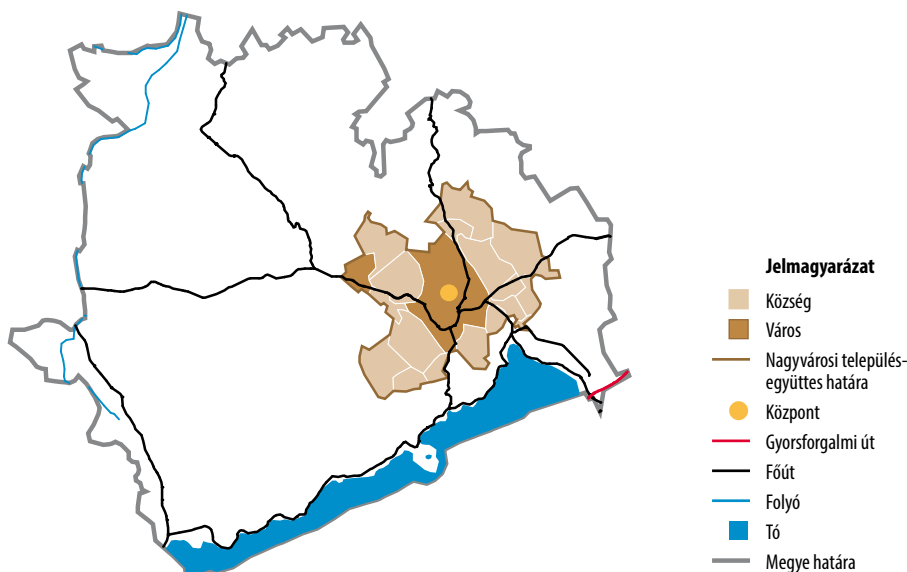 Jelmagyarázat
Község
Város
Nagyvárosi település-
együttes határa
Központ
Gyorsforgalmi út
Főút
Folyó
Tó
Megye határa